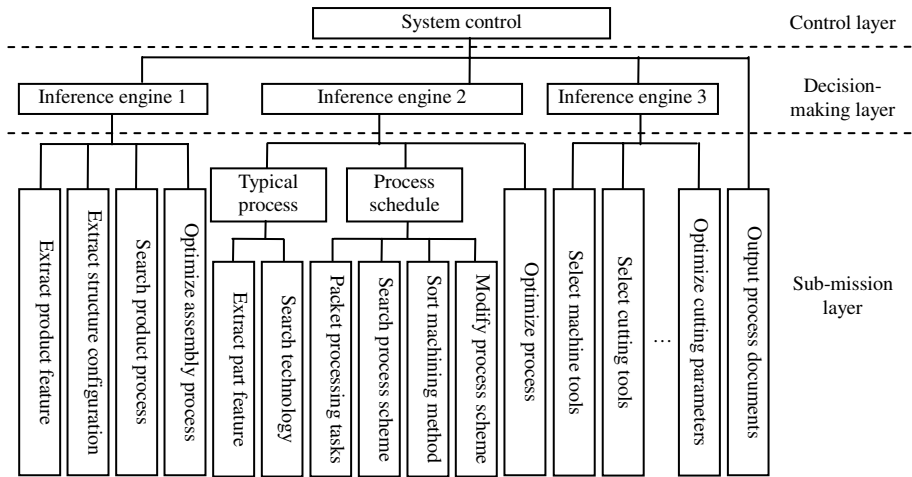 System control
Control layer
Inference engine 1
Inference engine 2
Inference engine 3
Decision-
making layer
Typical
process
Process
schedule
Extract product feature
Extract structure configuration
Search product process
Optimize assembly process
Extract part feature
Search technology
Packet processing tasks
Search process scheme
Sort machining method
Modify process scheme
Optimize process
Select machine tools
Select cutting tools
...
Optimize cutting parameters
Output process documents
Sub-mission
layer